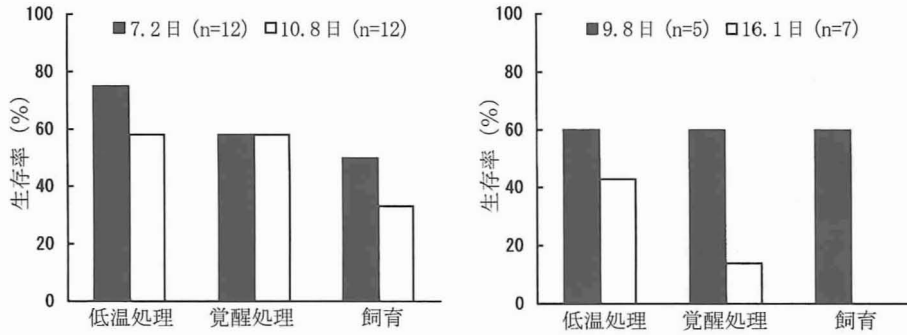 7.2日 (n=12) 10.8日 (n=12)
生存率 (%)
100
80
60
40
20
0
低温処理 覚醒処理 飼育
9.8日 (n=5) 16.1日 (n=7)
生存率 (%)
100
80
60
40
20
0
低温処理 覚醒処理 飼育